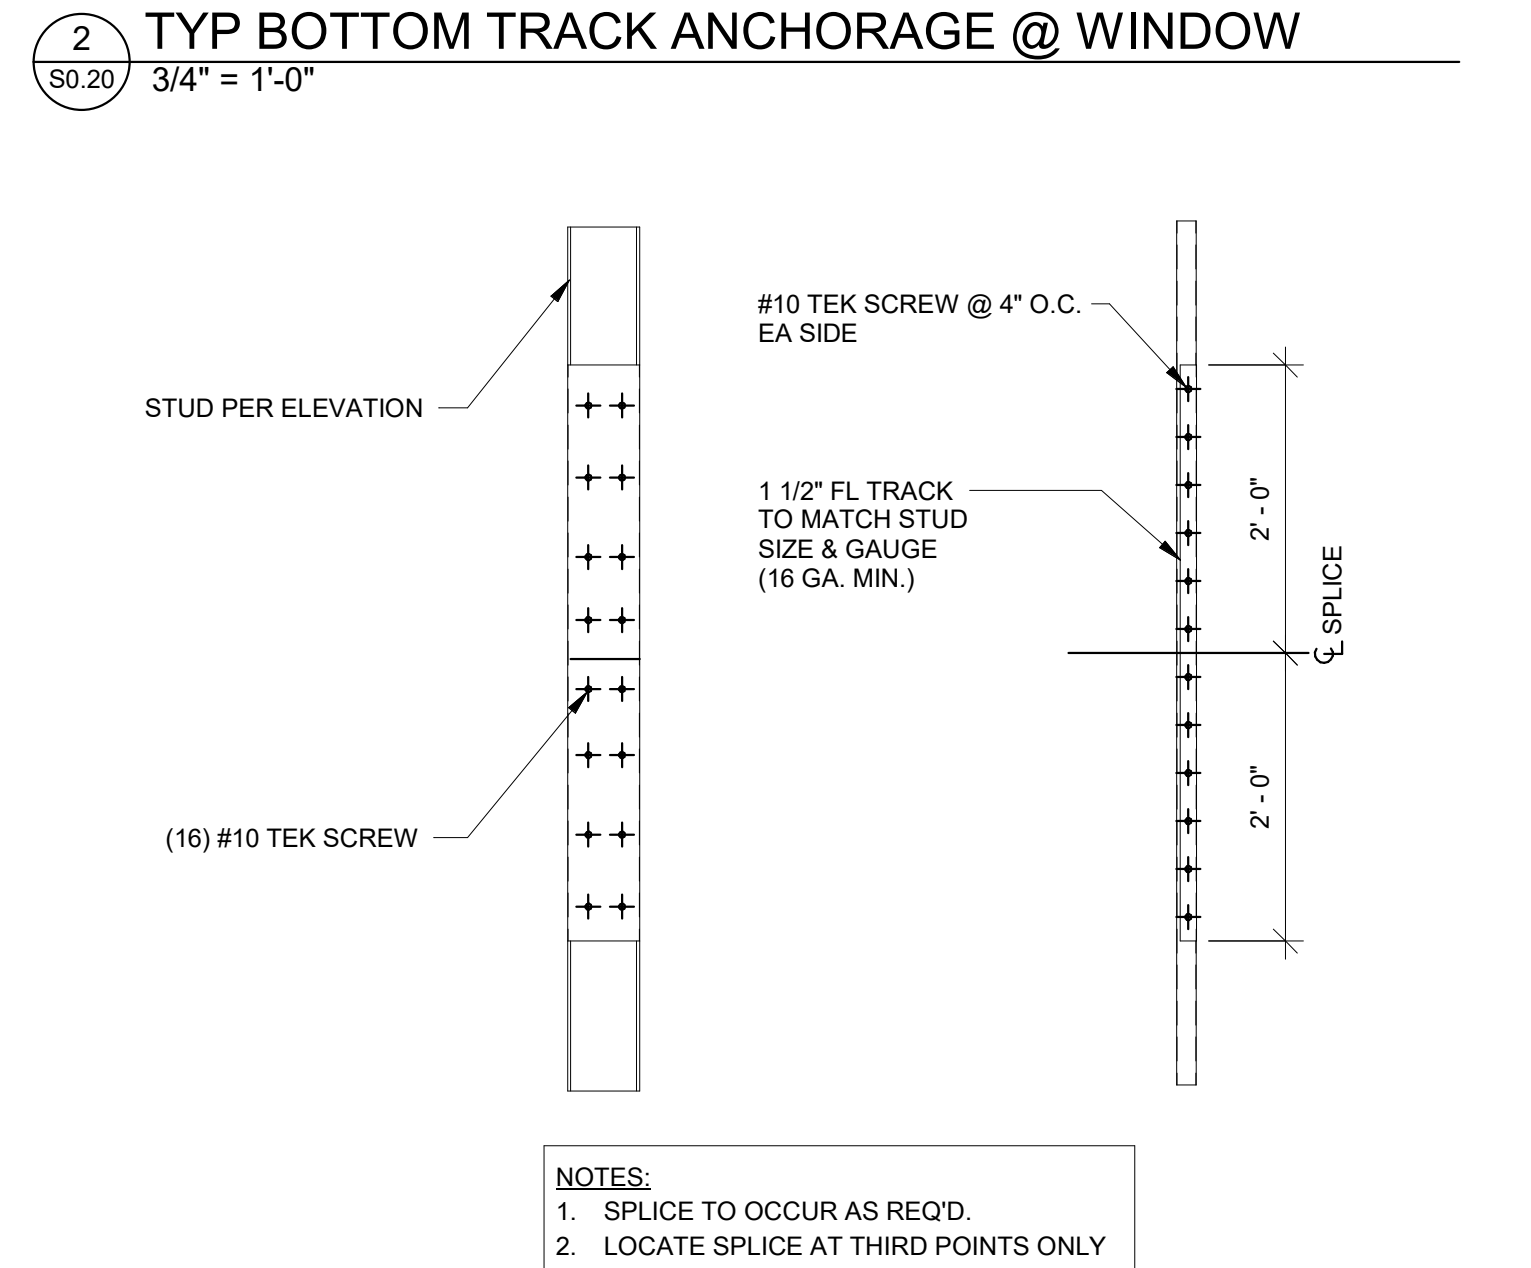 2
S0.20
TYP BOTTOM TRACK ANCHORAGE @ WINDOW
3/4" = 1'-0"
STUD PER ELEVATION
(16) #10 TEK SCREW
#10 TEK SCREW @ 4" O.C.
EA SIDE
1 1/2" FL TRACK
TO MATCH STUD
SIZE & GAUGE
(16 GA. MIN.)
2' - 0"
℄ SPLICE
2' - 0"
NOTES:
1. SPLICE TO OCCUR AS REQ'D.
2. LOCATE SPLICE AT THIRD POINTS ONLY